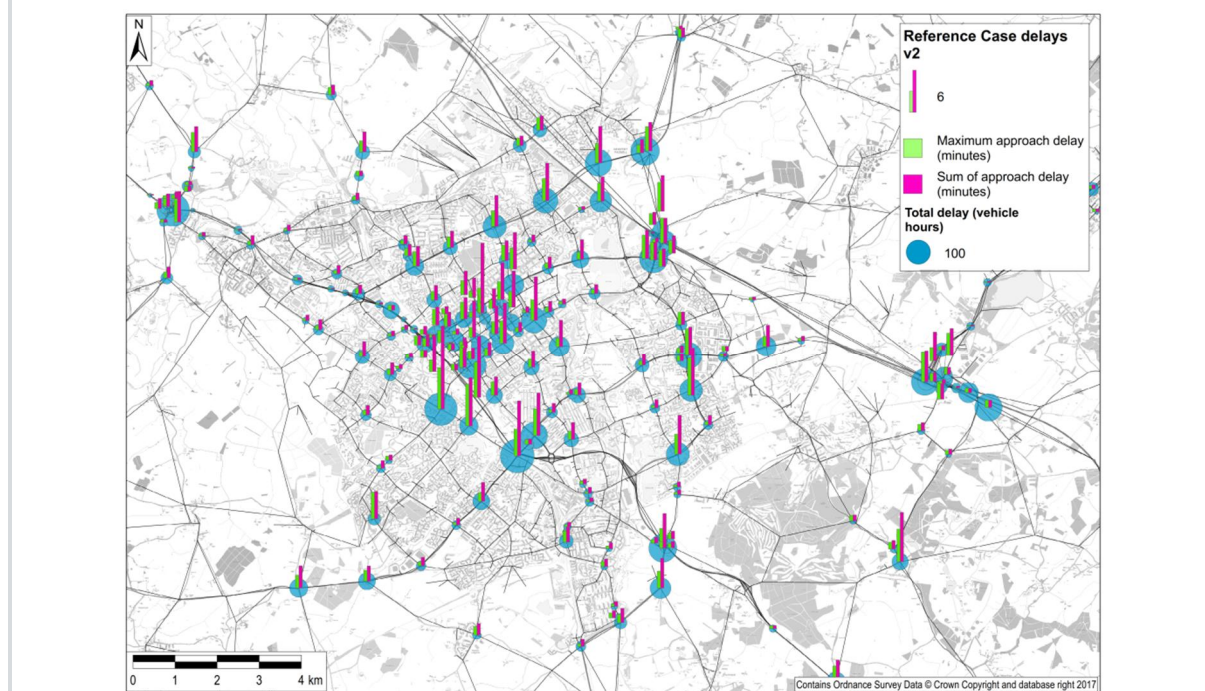 N
Reference Case delays
v2
6
Maximum approach delay
(minutes)
Sum of approach delay
(minutes)
Total delay (vehicle
hours)
100
0 1 2 3 4 km
Contains Ordnance Survey Data © Crown Copyright and database right 2017